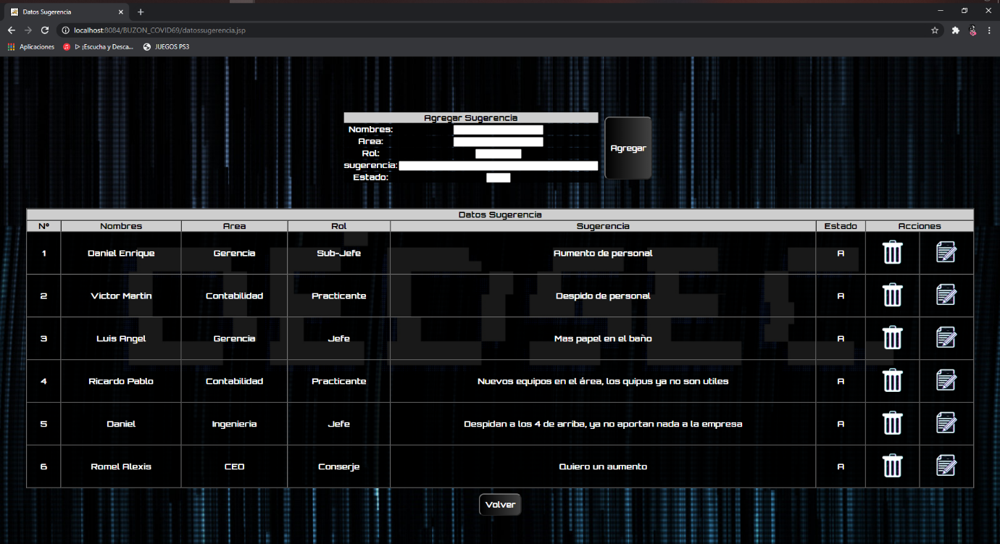 Datos Sugerencia
localhost:8084/BUZON_COVID69/datossugerencia.jsp
Aplicaciones ▷ ¡Escucha y Desca... JUEGOS PS3
Agregar Sugerencia
Nombres:
Area:
Rol:
sugerencia:
Estado:
Agregar
Datos Sugerencia
Nº Nombres Area Rol Sugerencia Estado Acciones
1 Daniel Enrique Gerencia Sub-Jefe Aumento de personal A
2 Victor Martin Contabilidad Practicante Despido de personal A
3 Luis Angel Gerencia Jefe Mas papel en el baño A
4 Ricardo Pablo Contabilidad Practicante Nuevos equipos en el área, los quipus ya no son utiles A
5 Daniel Ingenieria Jefe Despidan a los 4 de arriba, ya no aportan nada a la empresa A
6 Romel Alexis CEO Conserje Quiero un aumento A
Volver